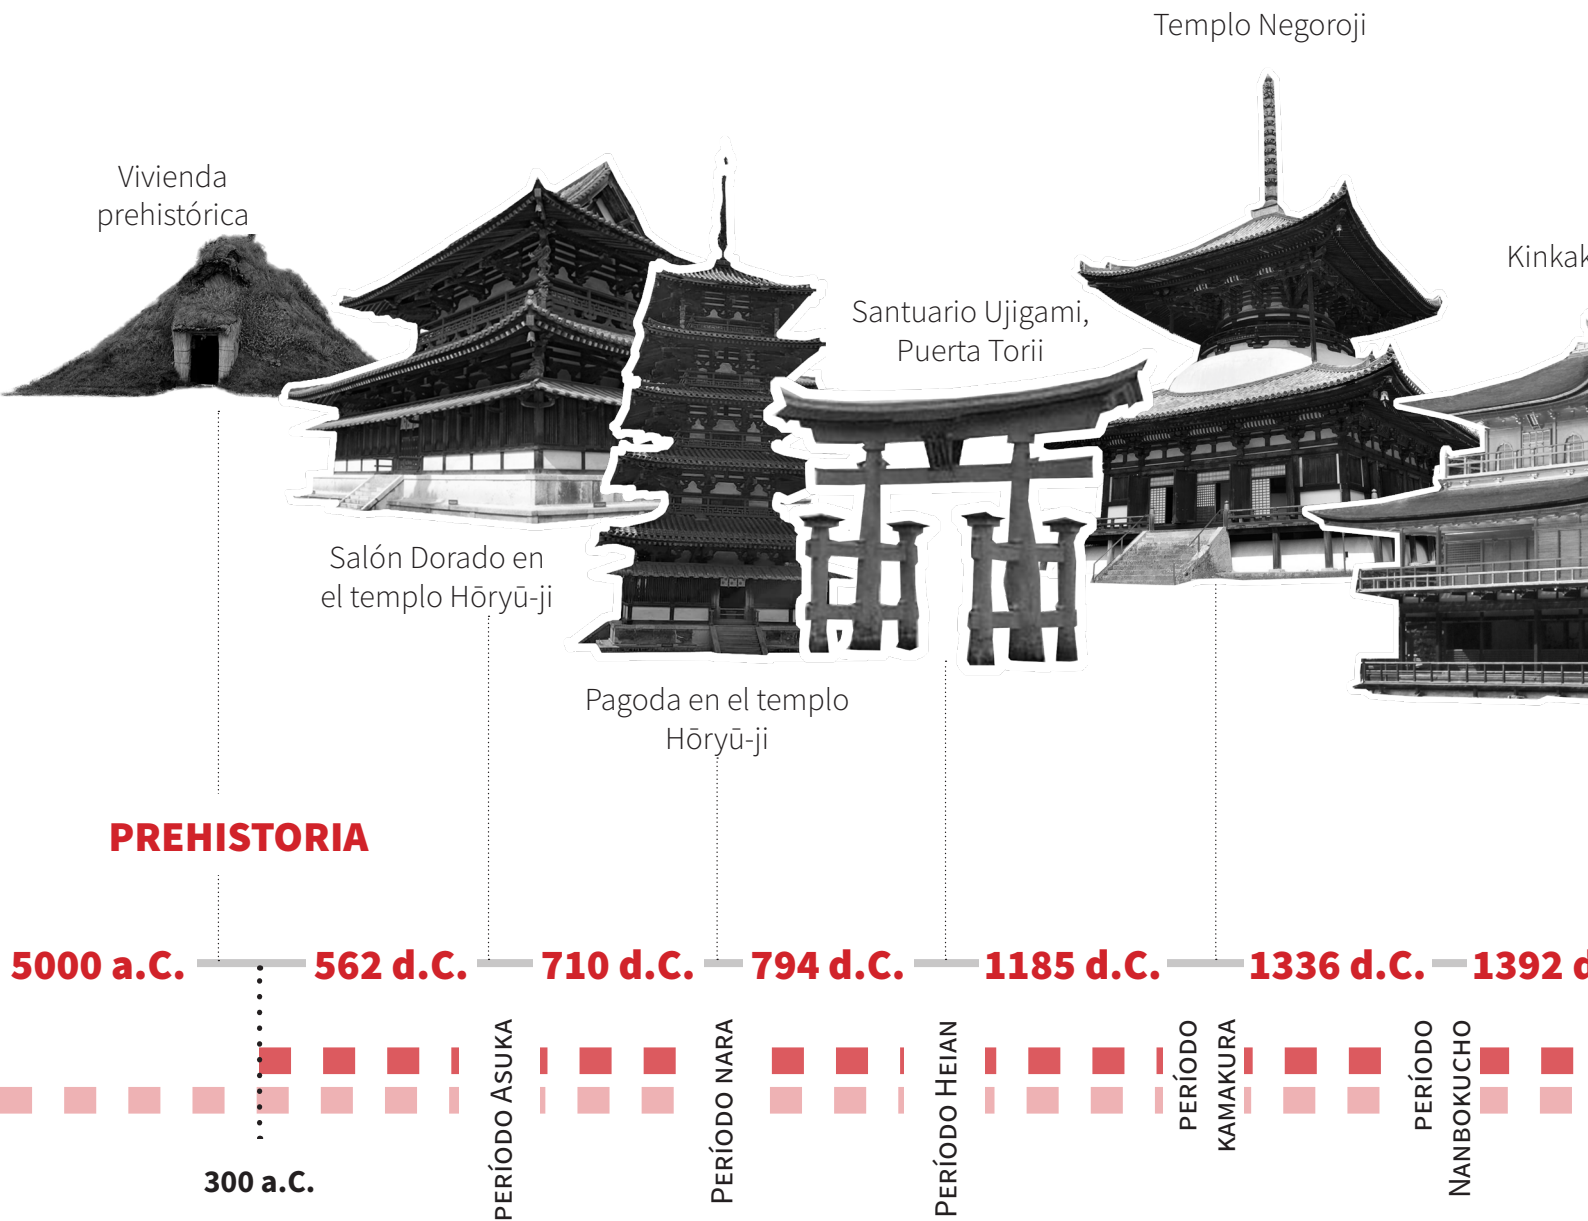 Templo Negoroji
Vivienda
prehistórica
Kinkak
Santuario Ujigami,
Puerta Torii
Salón Dorado en
el templo Hōryū-ji
Pagoda en el templo
Hōryū-ji
PREHISTORIA
5000 a.C.
562 d.C.
710 d.C.
794 d.C.
1185 d.C.
1336 d.C.
1392 d
período Asuka
Período nara
Período Heian
período
kamakura
período
Nanbokucho
300 a.C.